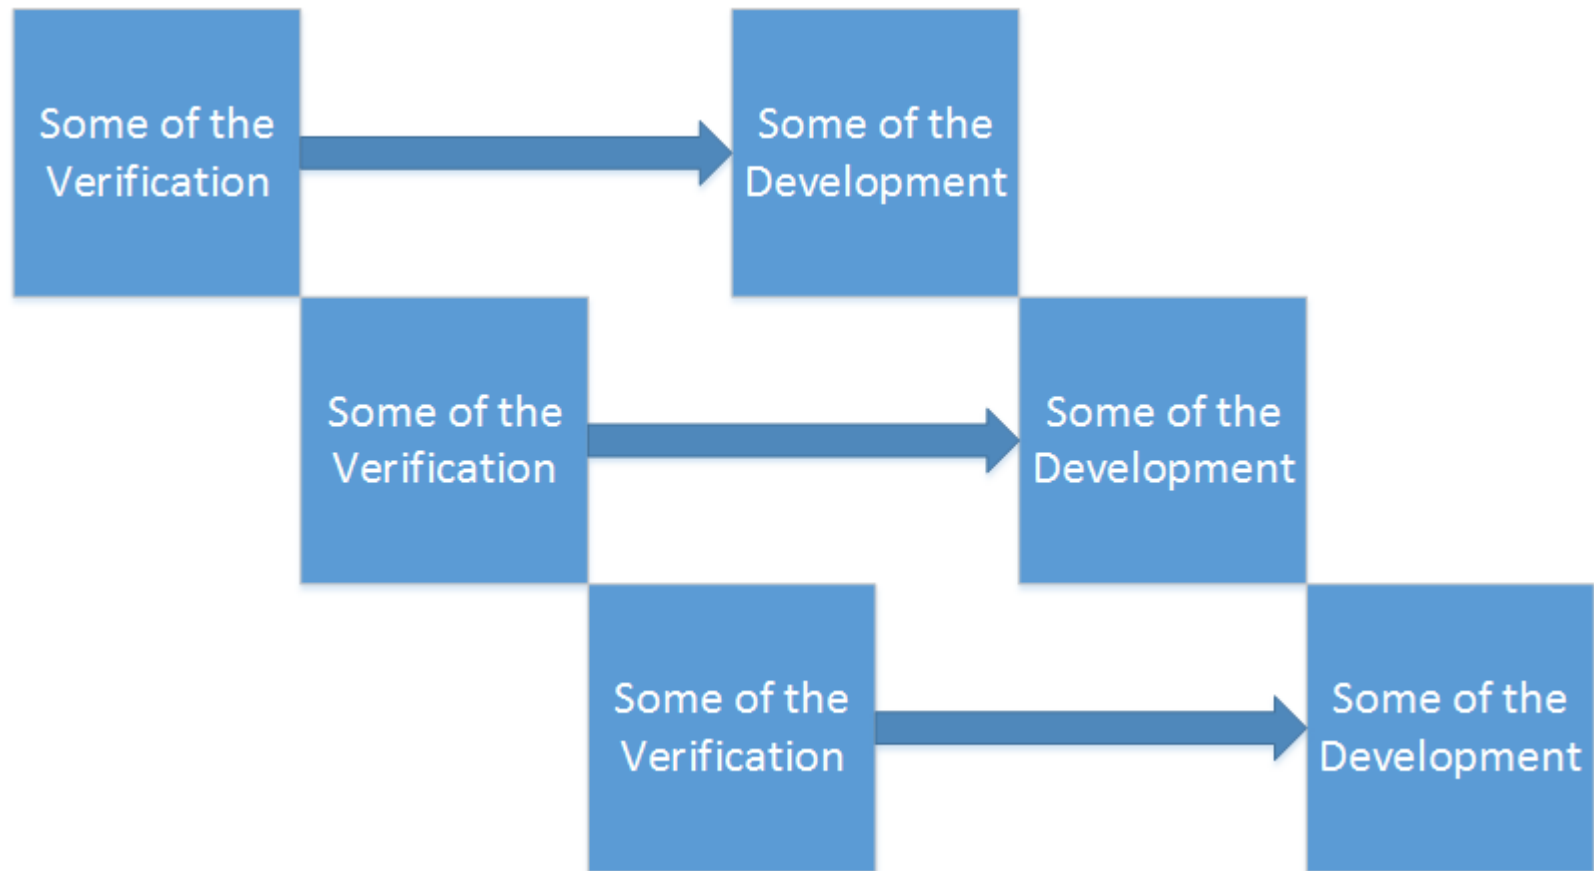 Some of the
Verification
Some of the
Development
Some of the
Verification
Some of the
Development
Some of the
Verification
Some of the
Development